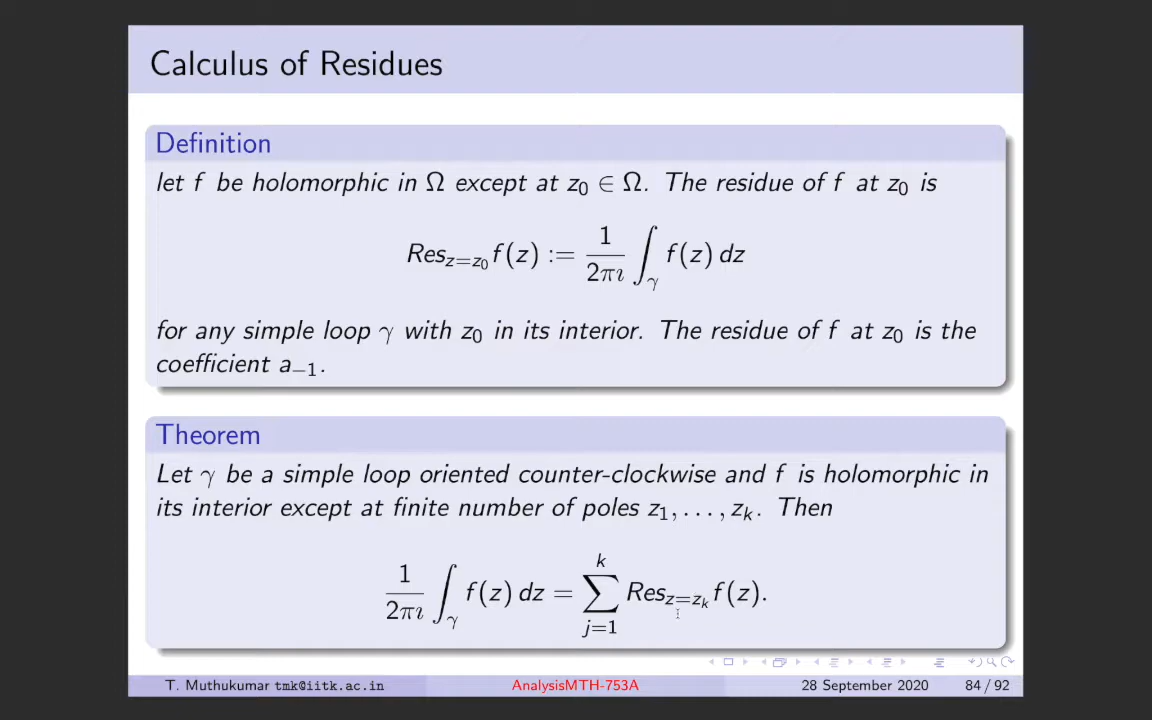 Calculus of Residues
Definition
let f be holomorphic in Ω except at z₀ ∈ Ω. The residue of f at z₀ is
Res_{z=z₀} f(z) := \frac{1}{2πı} ∫_γ f(z) dz
for any simple loop γ with z₀ in its interior. The residue of f at z₀ is the
coefficient a₋₁.
Theorem
Let γ be a simple loop oriented counter-clockwise and f is holomorphic in
its interior except at finite number of poles z₁, . . . , z_k. Then
\frac{1}{2πı} ∫_γ f(z) dz = ∑_{j=1}^{k} Res_{z=z_k} f(z).
T. Muthukumar tmk@iitk.ac.in AnalysisMTH-753A 28 September 2020 84 / 92